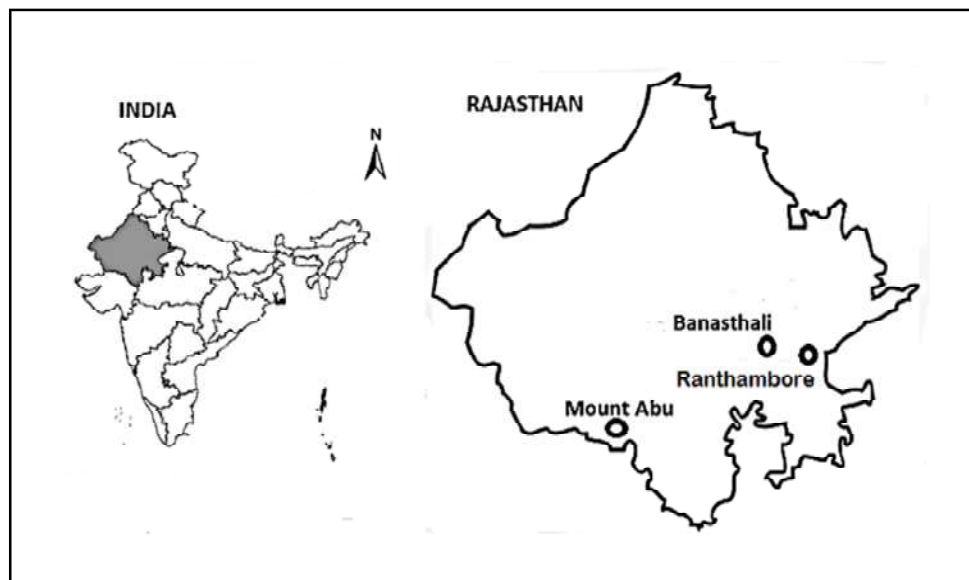 INDIA
N
RAJASTHAN
Banasthali
Ranthambore
Mount Abu